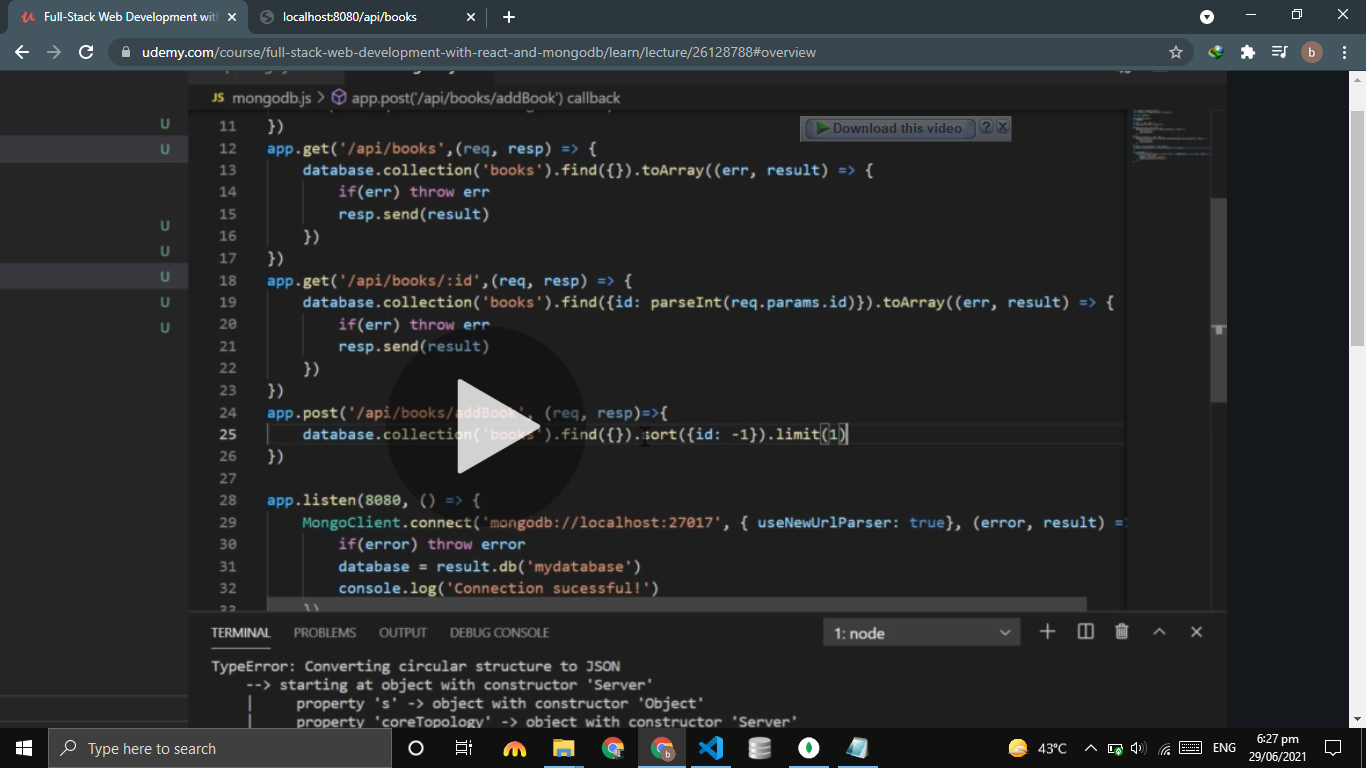 Full-Stack Web Development wit
localhost:8080/api/books
udemy.com/course/full-stack-web-development-with-react-and-mongodb/learn/lecture/26128788#overview
b
JS mongodb.js > app.post('/api/books/addBook') callback
Download this video ? X
U
U
U
U
U
U
U
11 })
12 app.get('/api/books',(req, resp) => {
13 database.collection('books').find({}).toArray((err, result) => {
14 if(err) throw err
15 resp.send(result)
16 })
17 })
18 app.get('/api/books/:id',(req, resp) => {
19 database.collection('books').find({id: parseInt(req.params.id)}).toArray((err, result) => {
20 if(err) throw err
21 resp.send(result)
22 })
23 })
24 app.post('/api/books/addBook', (req, resp)=>{
25 database.collection('books').find({}).sort({id: -1}).limit(1)
26 })
27
28 app.listen(8080, () => {
29 MongoClient.connect('mongodb://localhost:27017', { useNewUrlParser: true}, (error, result) =
30 if(error) throw error
31 database = result.db('mydatabase')
32 console.log('Connection sucessful!')
33 })
TERMINAL PROBLEMS OUTPUT DEBUG CONSOLE 1: node
TypeError: Converting circular structure to JSON
--> starting at object with constructor 'Server'
| property 's' -> object with constructor 'Object'
| property 'coreTopology' -> object with constructor 'Server'
Type here to search
b
43°C
ENG
6:27 pm
29/06/2021